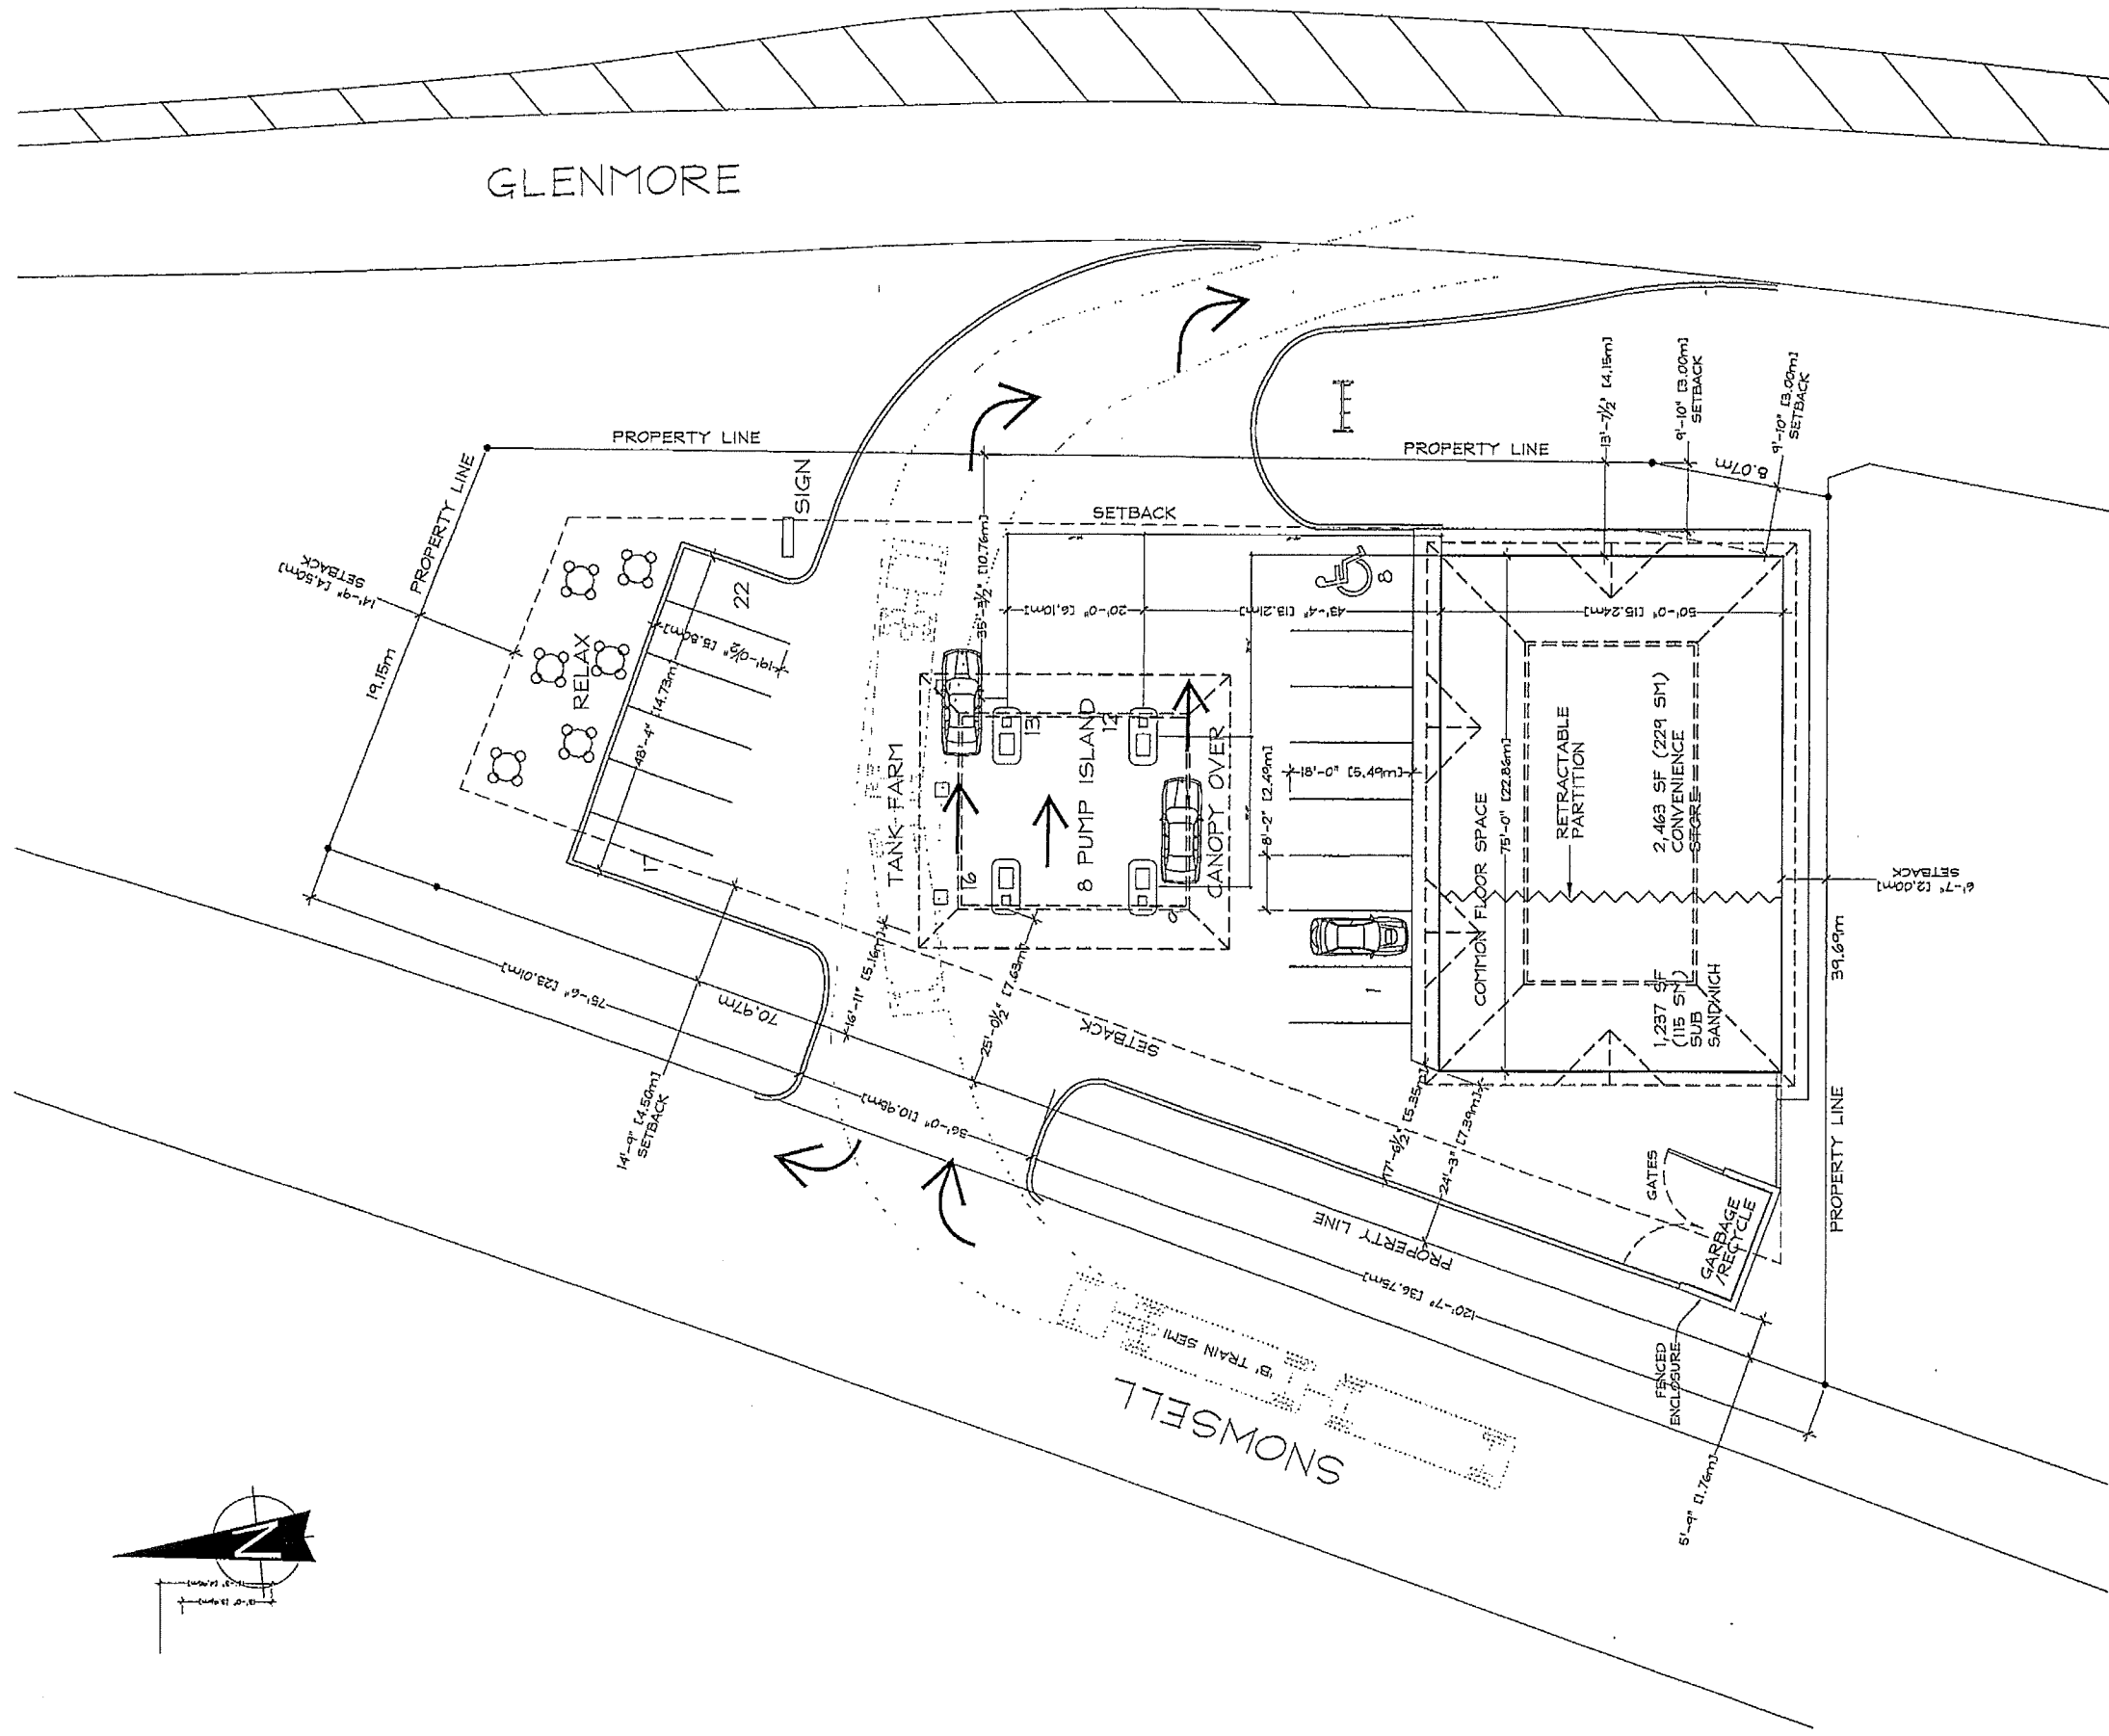 GLENMORE
PROPERTY LINE
PROPERTY LINE
PROPERTY LINE
SIGN
SETBACK
13'-7½" [4.15m]
9'-10" [3.00m]
SETBACK
9'-10" [3.00m]
SETBACK
8.07m
14'-9" [4.50m]
SETBACK
19.15m
RELAX
22
19'-0½" [5.80m]
48'-4" [14.73m]
17
TANK FARM
35'-3½" [10.76m]
20'-0" [6.10m]
43'-4" [13.21m]
50'-0" [15.24m]
8
13
12
16
9
8 PUMP ISLAND
CANOPY OVER
18'-0" [5.49m]
8'-2" [2.49m]
1
COMMON FLOOR SPACE
75'-0" [22.86m]
RETRACTABLE
PARTITION
2,463 SF (229 SM)
CONVENIENCE
STORE
1,237 SF
(115 SM)
SUB
SANDWICH
6'-7" [2.00m]
SETBACK
39.69m
PROPERTY LINE
75'-6" [23.01m]
70.97m
14'-9" [4.50m]
SETBACK
16'-11" [5.16m]
25'-0½" [7.63m]
SETBACK
36'-0" [10.98m]
17'-6½" [5.35m]
24'-3" [7.39m]
PROPERTY LINE
PROPERTY
120'-7" [36.75m]
GATES
GARBAGE
/RECYCLE
FENCED
ENCLOSURE
5'-9" [1.76m]
'B' TRAIN SEMI
SNOWSELL
N